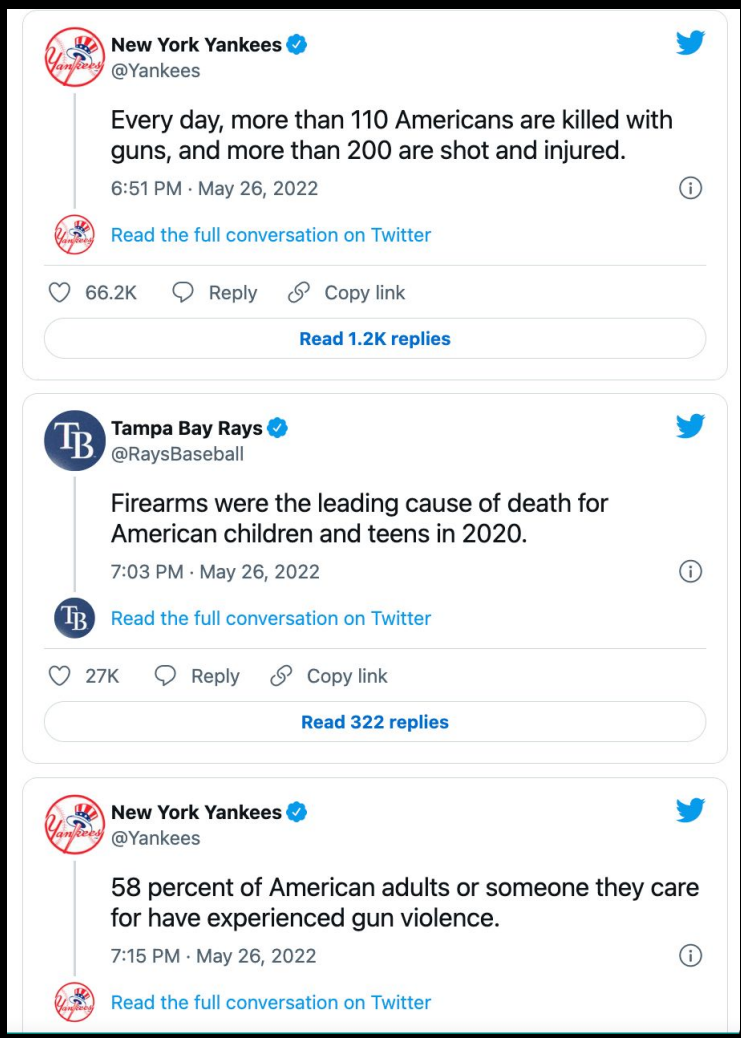 New York Yankees
@Yankees
Every day, more than 110 Americans are killed with
guns, and more than 200 are shot and injured.
6:51 PM · May 26, 2022
Read the full conversation on Twitter
66.2K Reply Copy link
Read 1.2K replies
TB
Tampa Bay Rays
@RaysBaseball
Firearms were the leading cause of death for
American children and teens in 2020.
7:03 PM · May 26, 2022
TB
Read the full conversation on Twitter
27K Reply Copy link
Read 322 replies
New York Yankees
@Yankees
58 percent of American adults or someone they care
for have experienced gun violence.
7:15 PM · May 26, 2022
Read the full conversation on Twitter